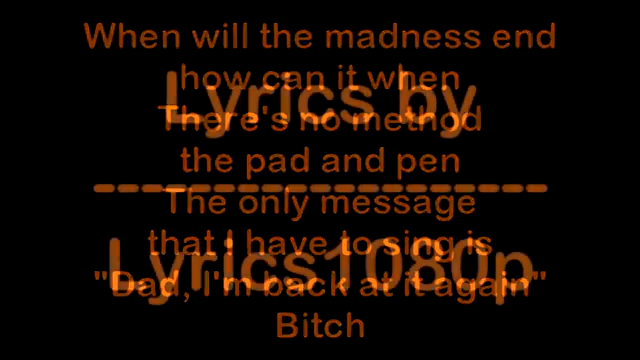 When will the madness end
how can it when
Lyrics by
There's no method
the pad and pen
--------------------
The only message
that I have to sing is
Lyrics1080p
"Dad, I'm back at it again"
Bitch